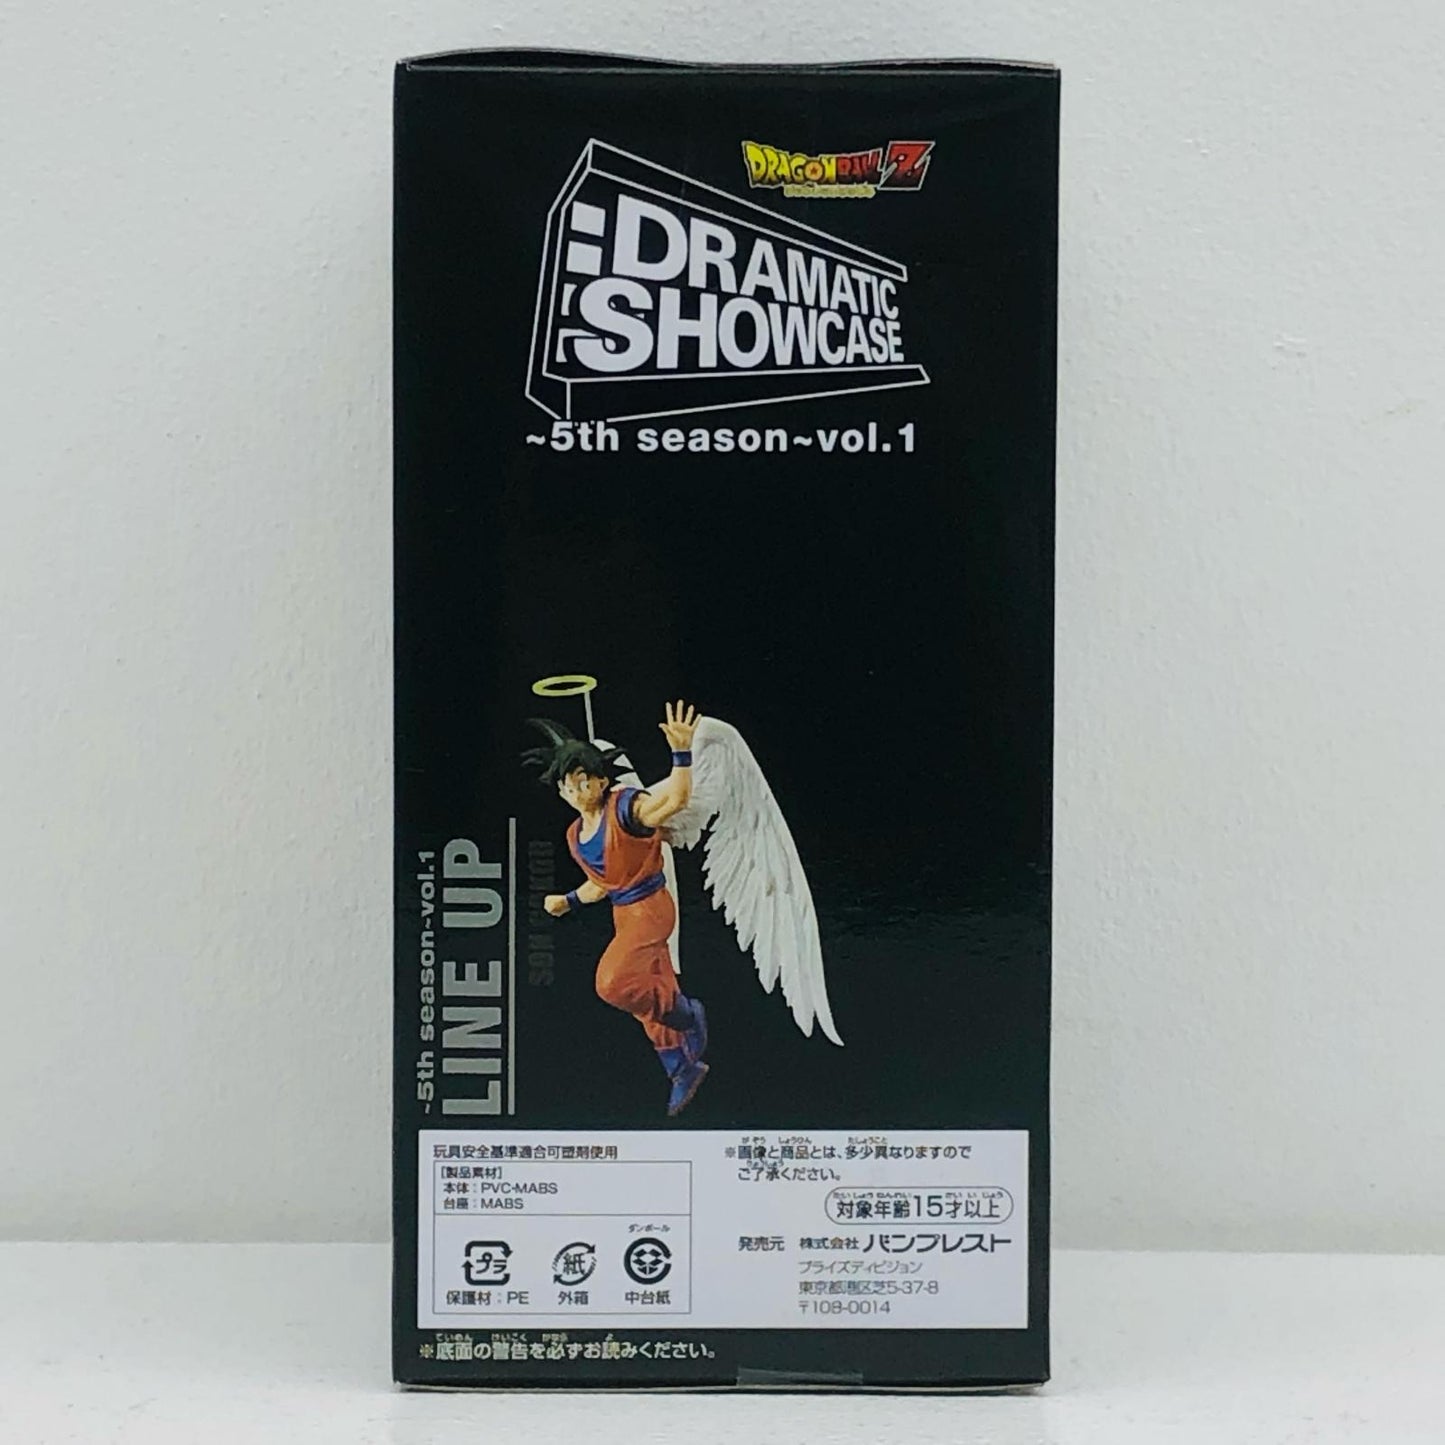 DRAGONBALL Z
DRAMATIC
SHOWCASE
~5th season~vol.1
~5th season~vol.1
LINE UP
SON GOKOU
玩具安全基準適合可塑剤使用
[製品素材]
本体：PVC・MABS
台座：MABS
プラ
紙
ダンボール
保護材：PE
外箱
中台紙
※画像と商品とは、多少異なりますので
ご了承ください。
対象年齢15才以上
発売元 株式会社バンプレスト
プライズディビジョン
東京都港区芝5-37-8
〒108-0014
※底面の警告を必ずお読みください。